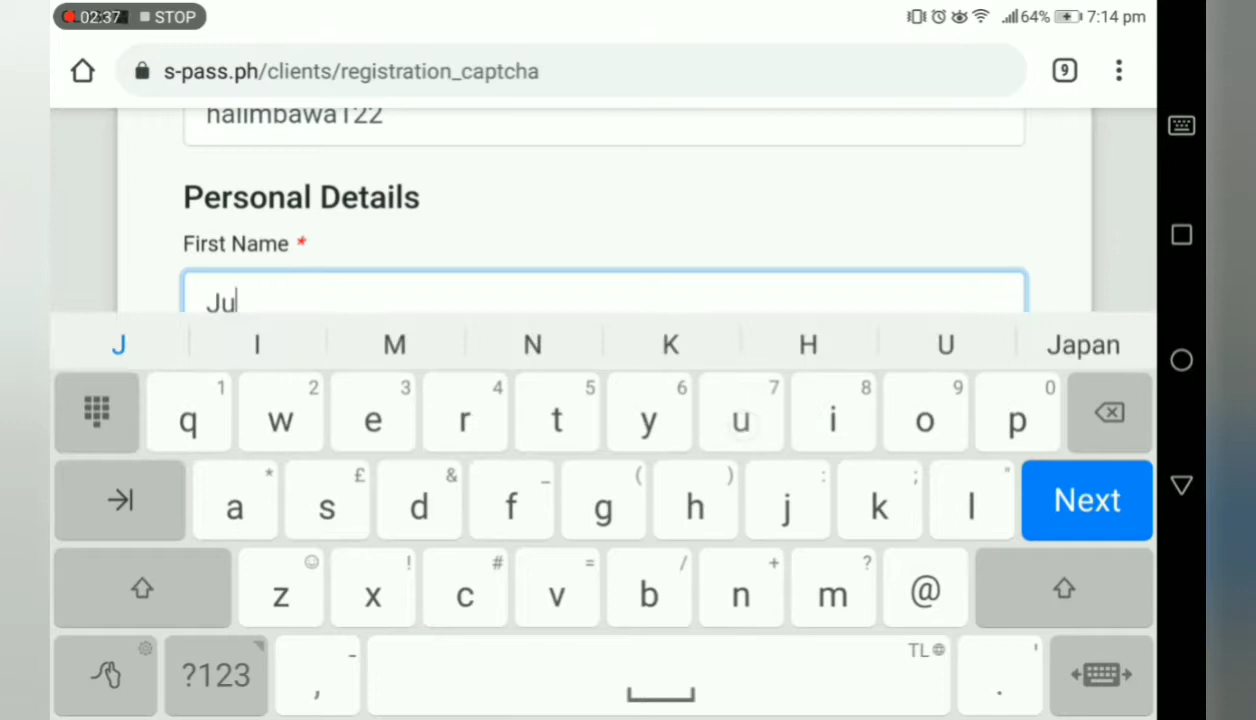 02:37 STOP 64% 7:14 pm
s-pass.ph/clients/registration_captcha 9
halimbawa122
Personal Details
First Name *
Ju
J I M N K H U Japan
1 2 3 4 5 6 7 8 9 0
q w e r t y u i o p
* £ & _ ( ) : ; "
a s d f g h j k l Next
! # = / + ?
z x c v b n m @
- TL '
?123 , .